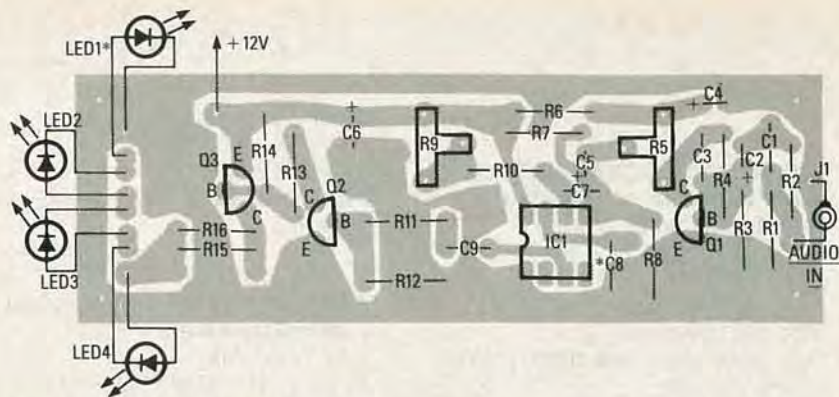 LED1*
+12V
LED2
LED3
LED4
Q3
E
B
C
R14
R13
C6
C
Q2
B
E
R16
R15
R11
R12
R9
R10
C9
R6
R7
C5
C7
IC1
*C8
R8
C4
R5
C3
C
B
E
Q1
R4
C2
C1
R3
R1
R2
J1
AUDIO
IN
+
+
+